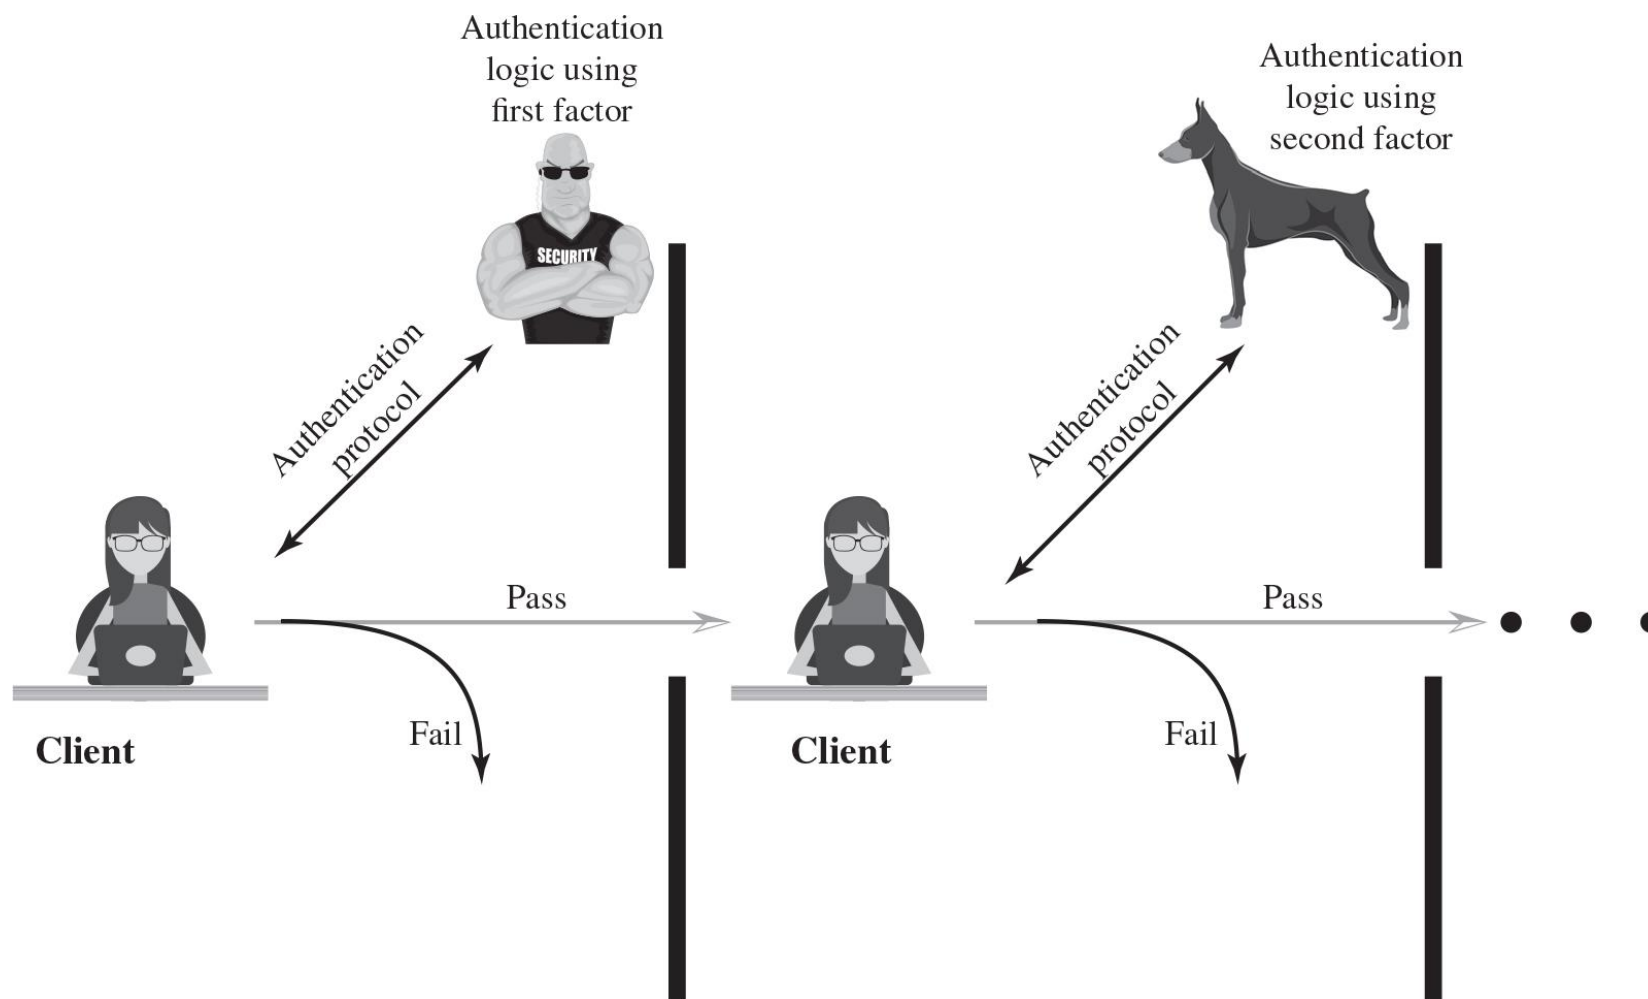 Authentication
logic using
first factor
Authentication
logic using
second factor
SECURITY
Authentication
protocol
Authentication
protocol
Pass
Pass
Fail
Fail
Client
Client